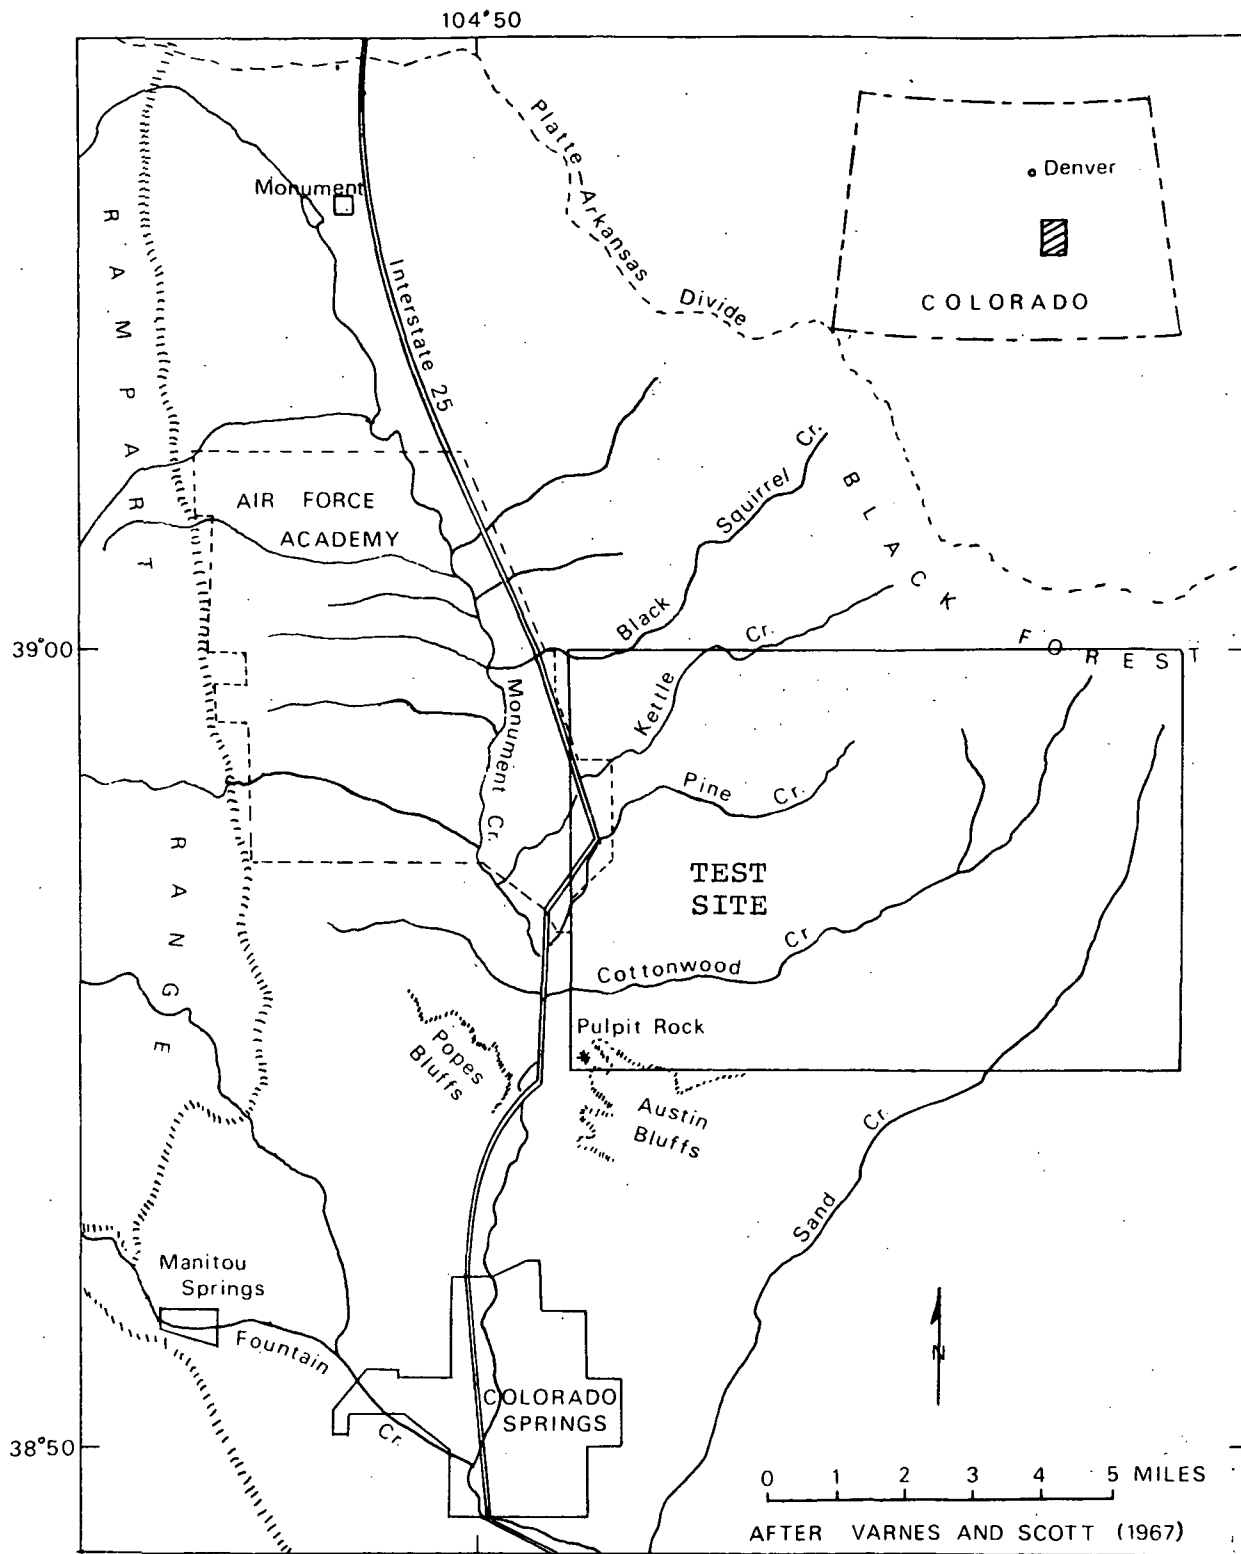 104°50
Platte-Arkansas Divide
Denver
COLORADO
Monument
Interstate 25
RAMPART
RANGE
AIR FORCE
ACADEMY
Black Squirrel Cr.
BLACK FOREST
39°00
Kettle Cr.
Monument Cr.
Pine Cr.
TEST
SITE
Cottonwood Cr
Pulpit Rock
Popes
Bluffs
Austin
Bluffs
Sand Cr.
Manitou
Springs
Fountain Cr.
N
COLORADO
SPRINGS
38°50
0 1 2 3 4 5 MILES
AFTER VARNES AND SCOTT (1967)